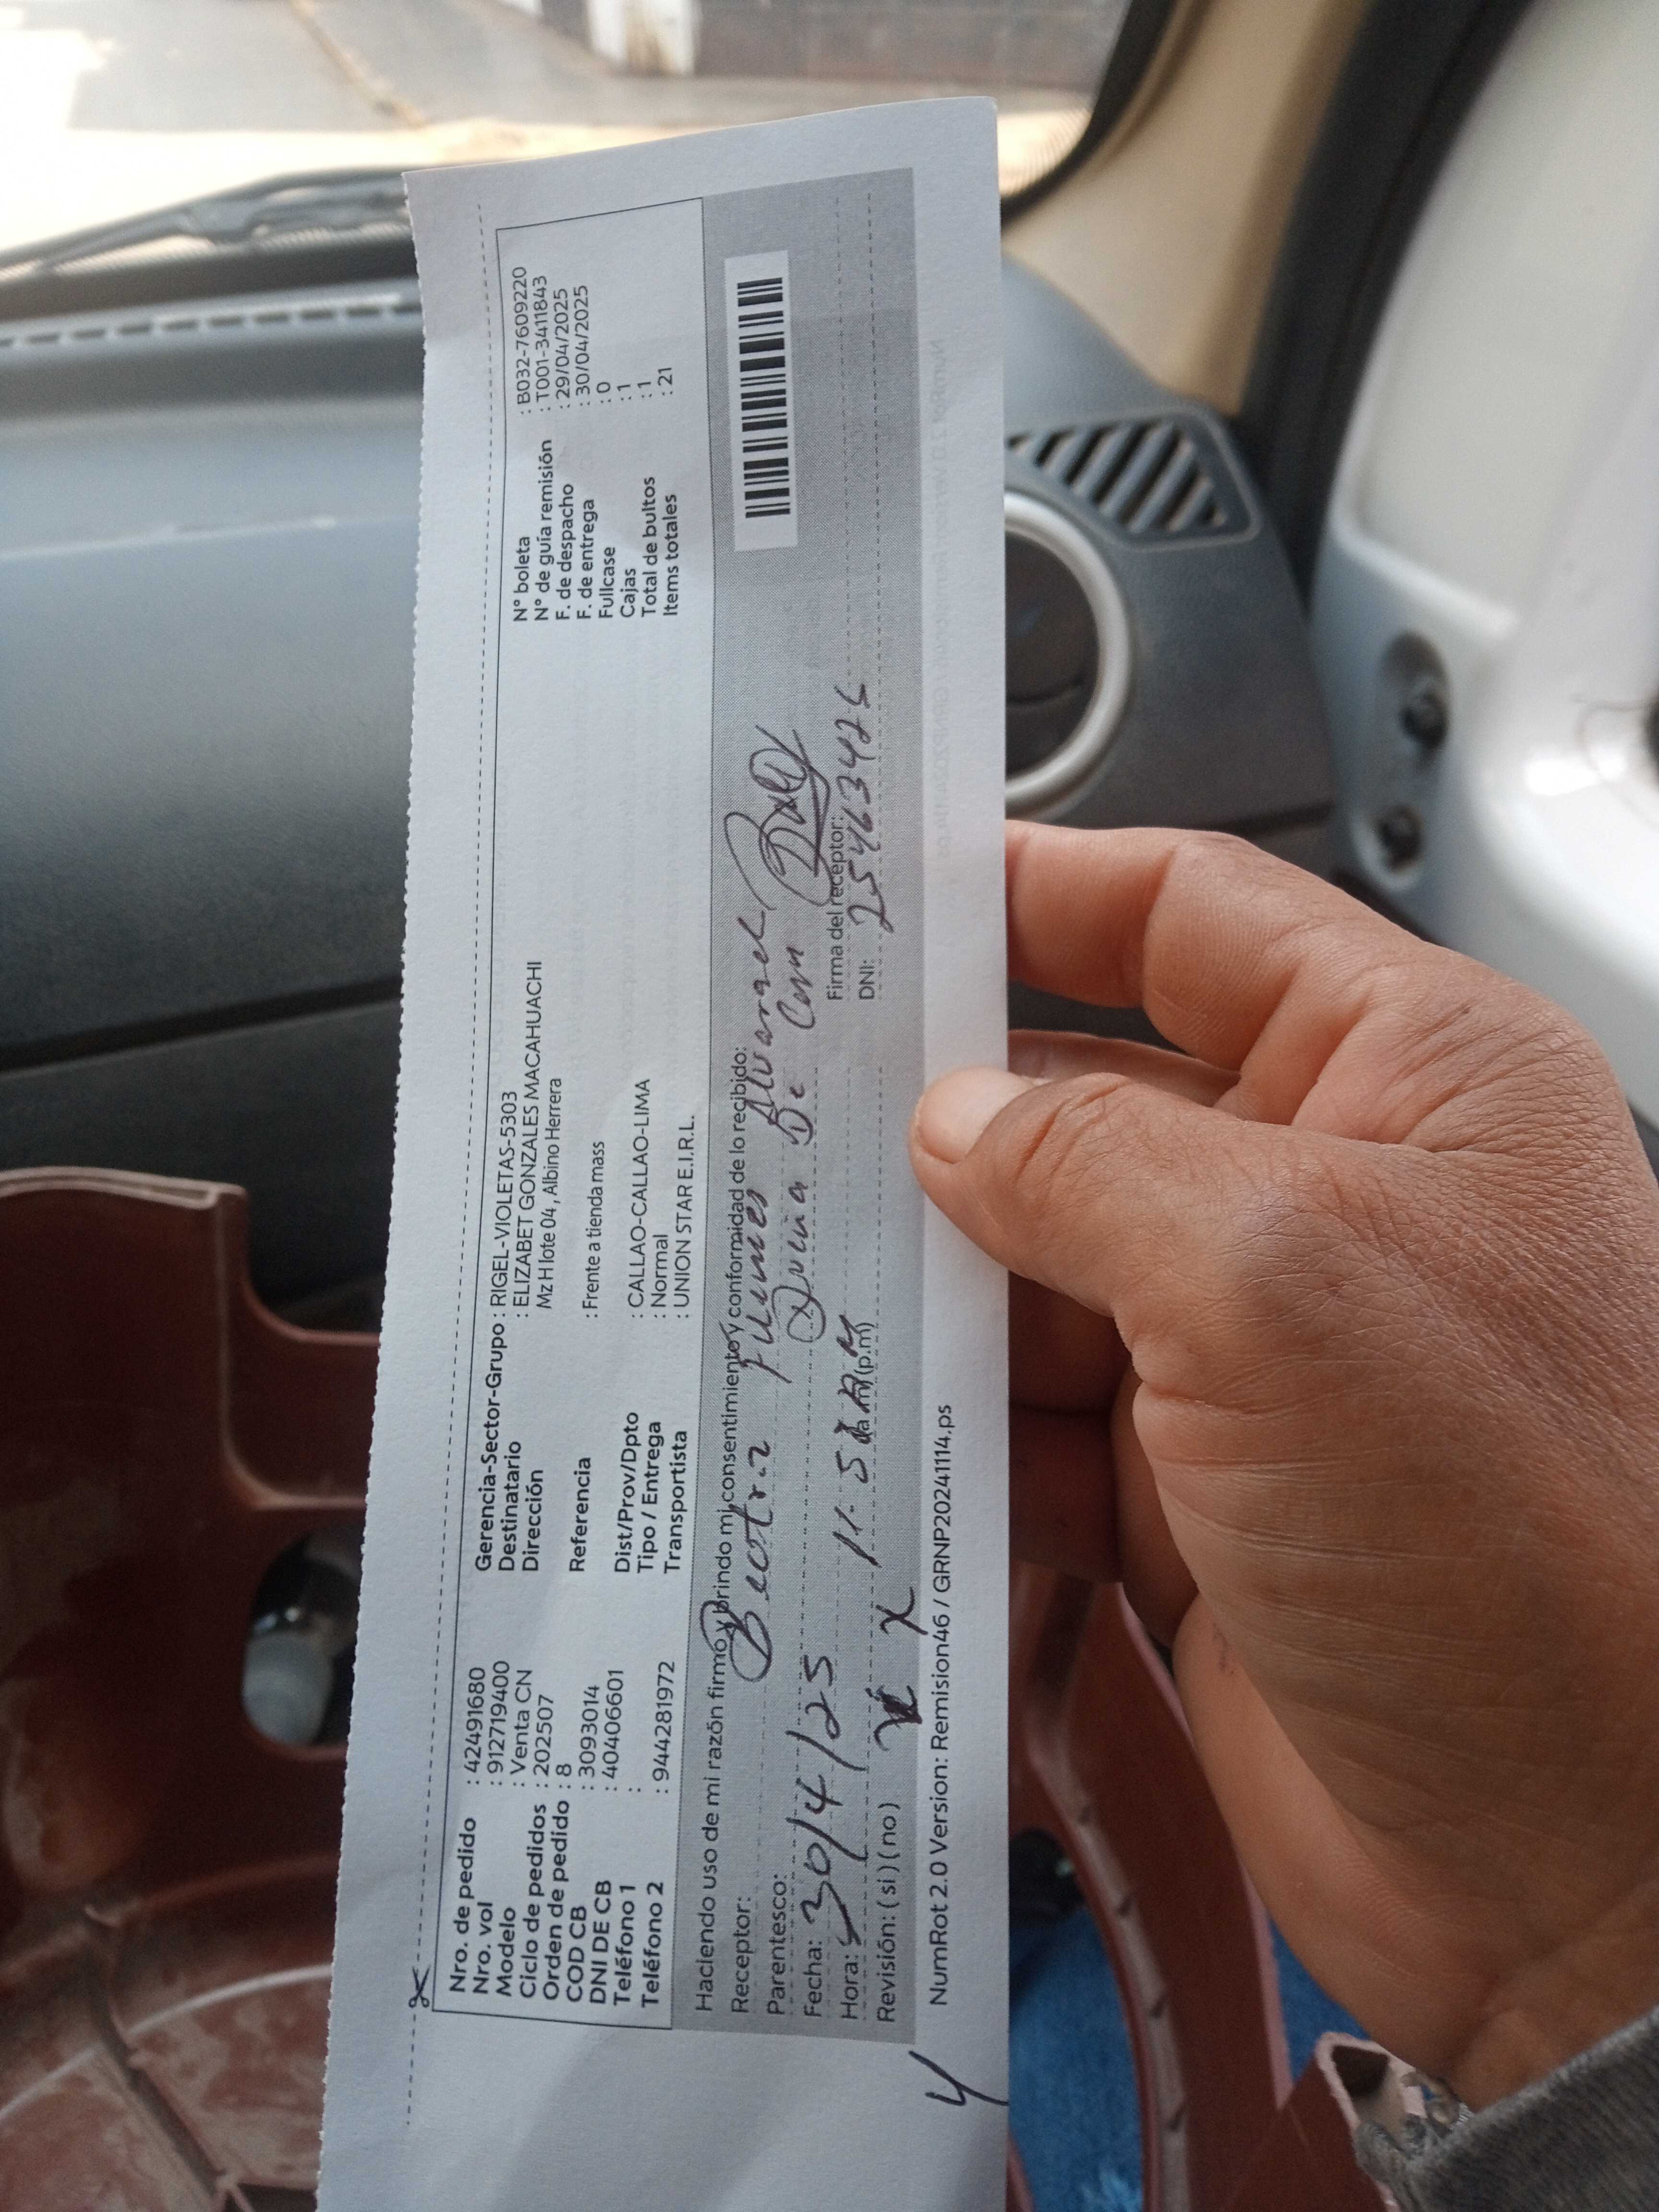 Nro. de pedido : 42491680
Nro. vol : 912719400
Modelo : Venta CN
Ciclo de pedidos : 202507
Orden de pedido : 8
COD CB : 3093014
DNI DE CB : 40406601
Teléfono 1 :
Teléfono 2 : 944281972
Gerencia-Sector-Grupo : RIGEL-VIOLETAS-5303
Destinatario : ELIZABET GONZALES MACAHUACHI
Dirección Mz H lote 04 , Albino Herrera
Referencia : Frente a tienda mass
Dist/Prov/Dpto : CALLAO-CALLAO-LIMA
Tipo / Entrega : Normal
Transportista : UNION STAR E.I.R.L.
N° boleta : B032-7609220
N° de guía remisión : T001-3411843
F. de despacho : 29/04/2025
F. de entrega : 30/04/2025
Fullcase : 0
Cajas : 1
Total de bultos : 1
Items totales : 21
Haciendo uso de mi razón firmo y brindo mi consentimiento y conformidad de lo recibido:
Receptor:
Parentesco: De
Fecha: 30/4/25
Hora: 11:5 (p.m)
Revisión: ( si ) ( no ) x
Firma del receptor:
DNI:
NumRot 2.0 Version: Remision46 / GRNP20241114.ps
4